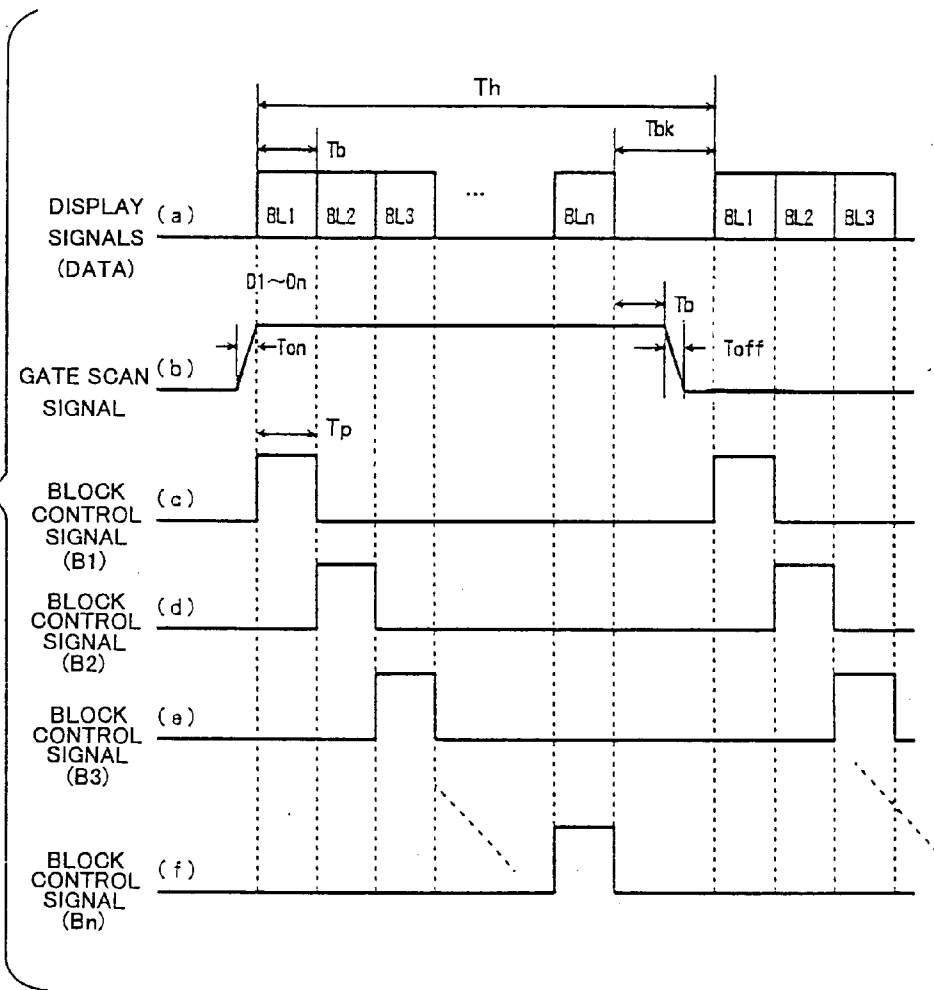 Th
Tb
Tbk
DISPLAY
SIGNALS
(DATA)
(a)
BL1 BL2 BL3 ... BLn BL1 BL2 BL3
D1~Dn
Tb
Ton
Toff
GATE SCAN
SIGNAL
(b)
Tp
BLOCK
CONTROL
SIGNAL
(B1)
(c)
BLOCK
CONTROL
SIGNAL
(B2)
(d)
BLOCK
CONTROL
SIGNAL
(B3)
(e)
BLOCK
CONTROL
SIGNAL
(Bn)
(f)